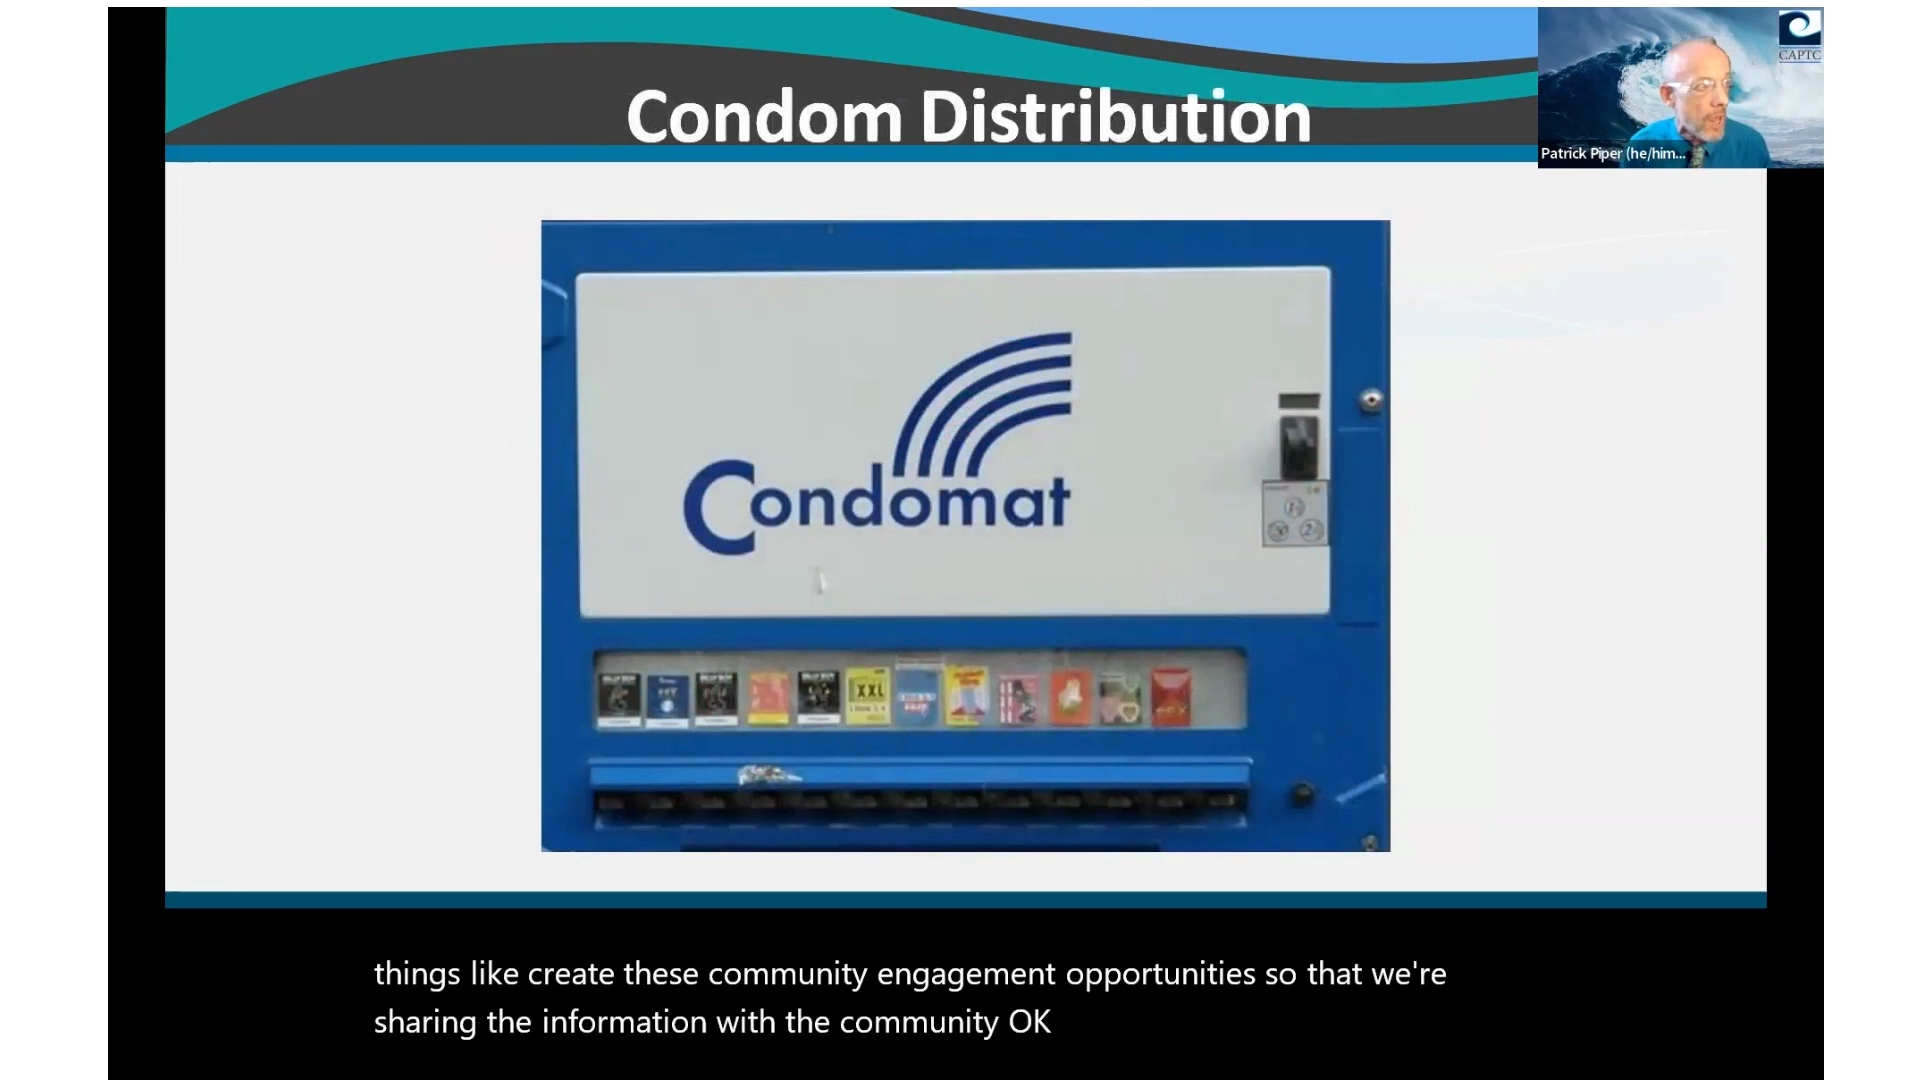 Condom Distribution
CAPTC
Patrick Piper (he/him...
Condomat
XXL
things like create these community engagement opportunities so that we're
sharing the information with the community OK